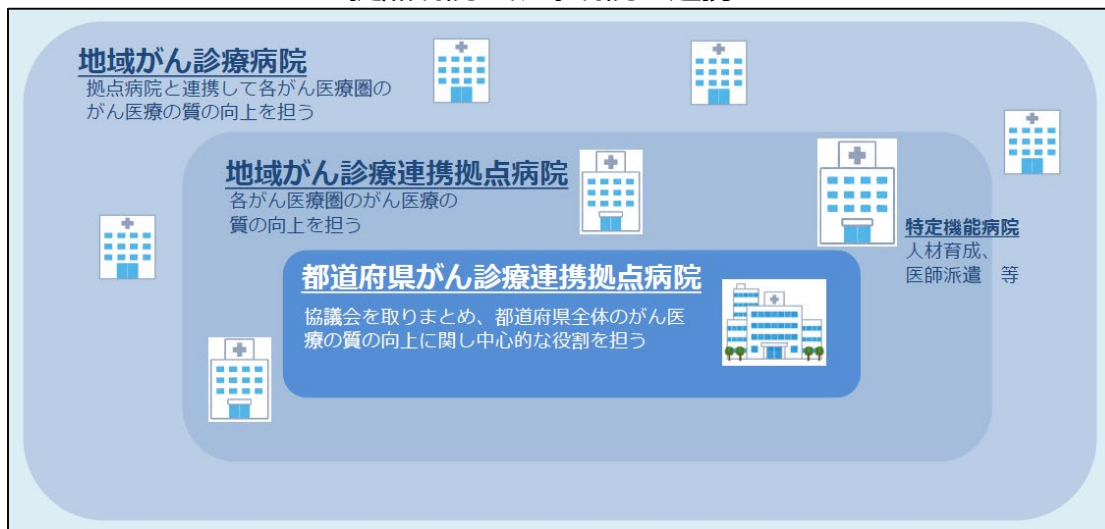 地域がん診療病院
拠点病院と連携して各がん医療圏の
がん医療の質の向上を担う
地域がん診療連携拠点病院
各がん医療圏のがん医療の
質の向上を担う
特定機能病院
人材育成、
医師派遣　等
都道府県がん診療連携拠点病院
協議会を取りまとめ、都道府県全体のがん医
療の質の向上に関し中心的な役割を担う